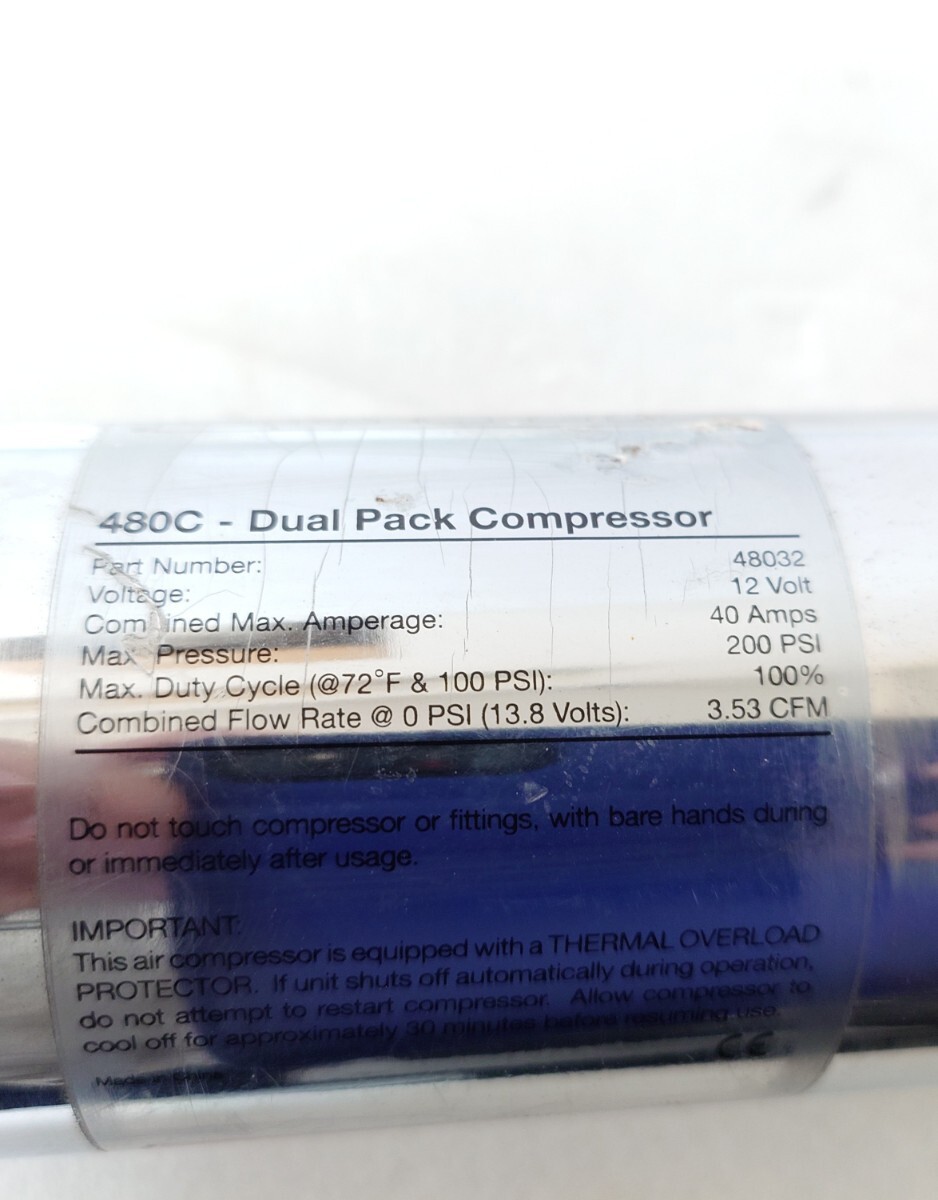 480C - Dual Pack Compressor
Part Number: 48032
Voltage: 12 Volt
Combined Max. Amperage: 40 Amps
Max Pressure: 200 PSI
Max. Duty Cycle (@72°F & 100 PSI): 100%
Combined Flow Rate @ 0 PSI (13.8 Volts): 3.53 CFM
Do not touch compressor or fittings, with bare hands during
or immediately after usage.
IMPORTANT:
This air compressor is equipped with a THERMAL OVERLOAD
PROTECTOR. If unit shuts off automatically during operation,
do not attempt to restart compressor. Allow compressor to
cool off for approximately 30 minutes before resuming use.
CE
Made in China